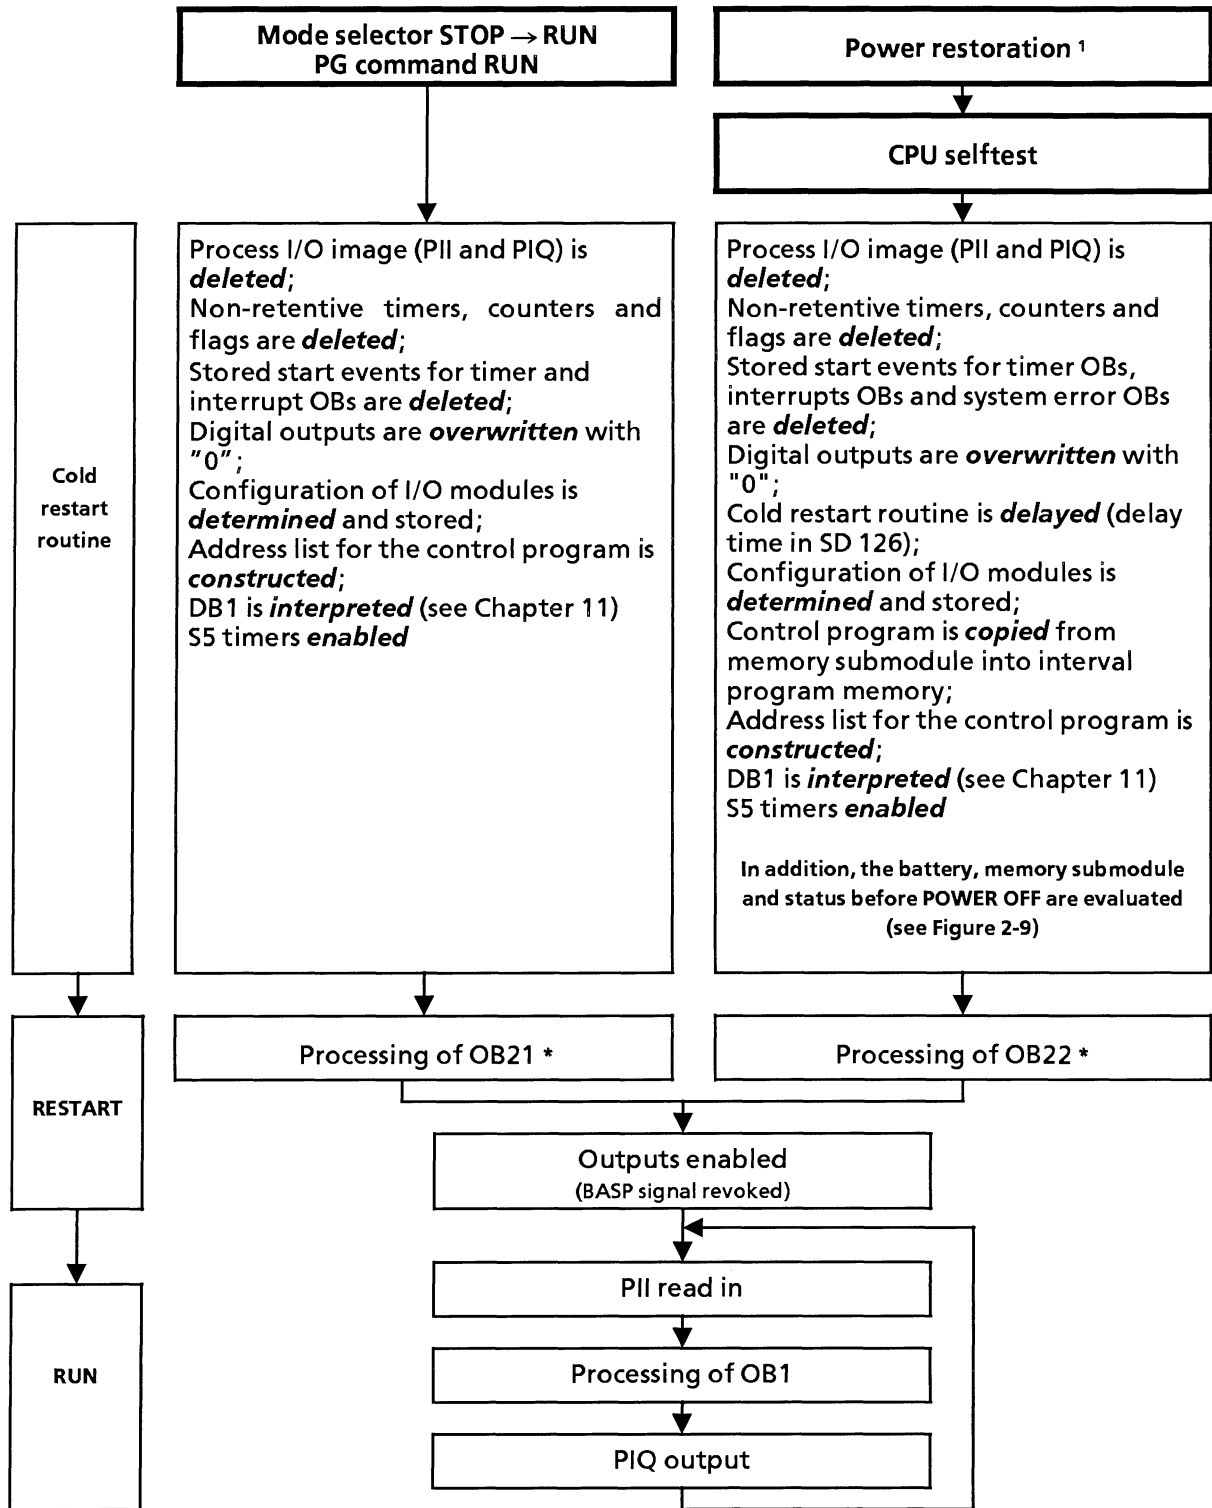 Mode selector STOP → RUN
PG command RUN
Power restoration ¹
CPU selftest
Cold
restart
routine
Process I/O image (PII and PIQ) is
deleted;
Non-retentive timers, counters and
flags are deleted;
Stored start events for timer and
interrupt OBs are deleted;
Digital outputs are overwritten with
"0";
Configuration of I/O modules is
determined and stored;
Address list for the control program is
constructed;
DB1 is interpreted (see Chapter 11)
S5 timers enabled
Process I/O image (PII and PIQ) is
deleted;
Non-retentive timers, counters and
flags are deleted;
Stored start events for timer OBs,
interrupts OBs and system error OBs
are deleted;
Digital outputs are overwritten with
"0";
Cold restart routine is delayed (delay
time in SD 126);
Configuration of I/O modules is
determined and stored;
Control program is copied from
memory submodule into interval
program memory;
Address list for the control program is
constructed;
DB1 is interpreted (see Chapter 11)
S5 timers enabled
In addition, the battery, memory submodule
and status before POWER OFF are evaluated
(see Figure 2-9)
RESTART
Processing of OB21 *
Processing of OB22 *
Outputs enabled
(BASP signal revoked)
RUN
PII read in
Processing of OB1
PIQ output